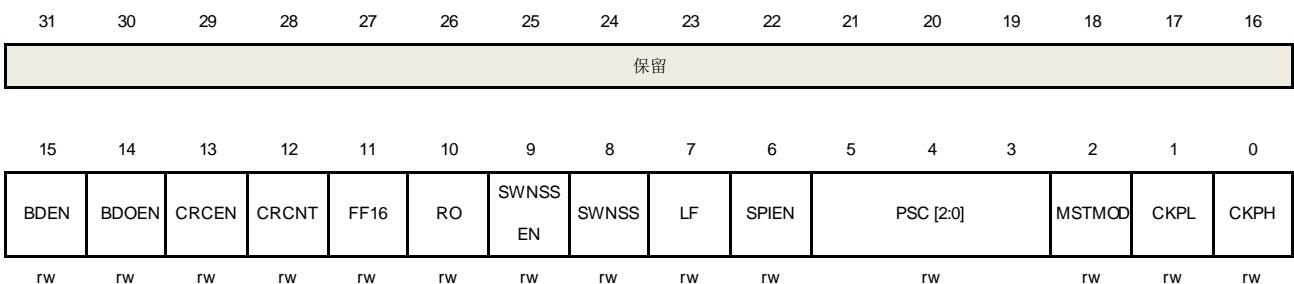 31 30 29 28 27 26 25 24 23 22 21 20 19 18 17 16
保留
15 14 13 12 11 10 9 8 7 6 5 4 3 2 1 0
BDEN BDOEN CRCEN CRCNT FF16 RO SWNSS EN SWNSS LF SPIEN PSC [2:0] MSTMOD CKPL CKPH
rw rw rw rw rw rw rw rw rw rw rw rw rw rw